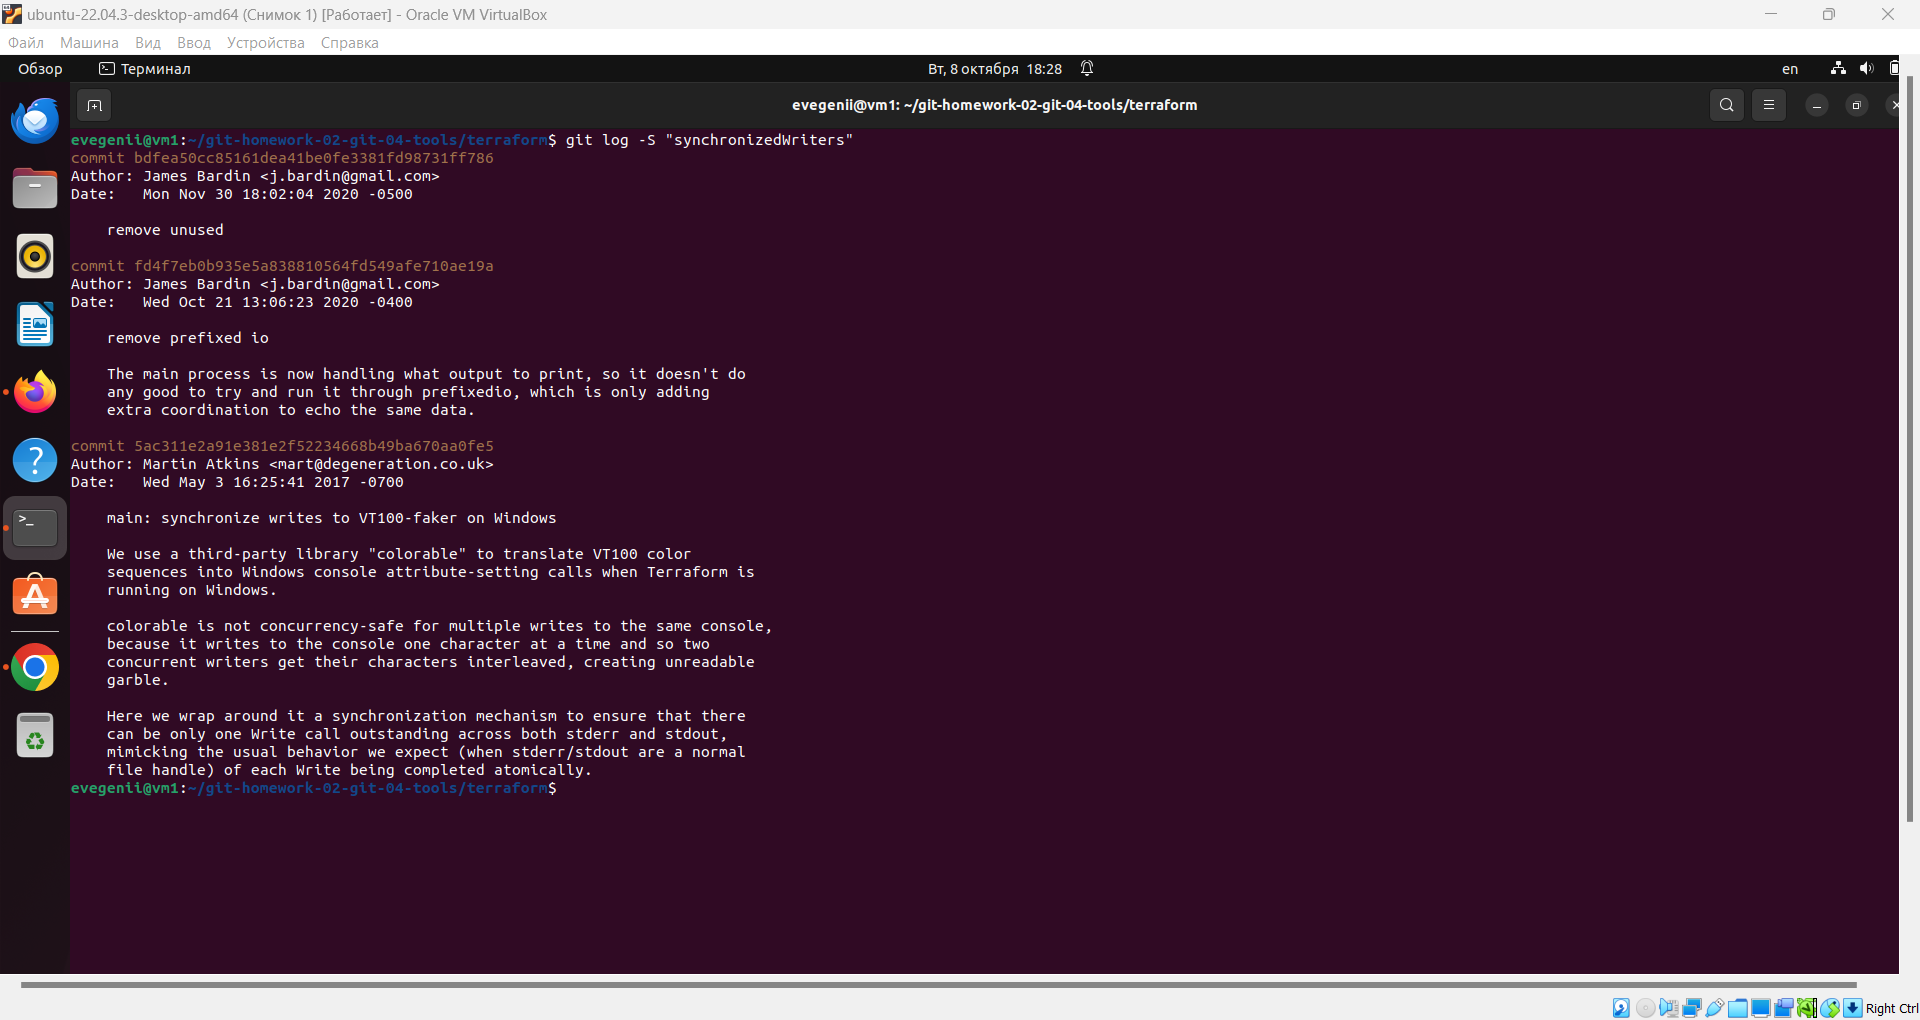 ubuntu-22.04.3-desktop-amd64 (Снимок 1) [Работает] - Oracle VM VirtualBox
Файл Машина Вид Ввод Устройства Справка
Обзор Терминал Вт, 8 октября 18:28 en
evegenii@vm1: ~/git-homework-02-git-04-tools/terraform
evegenii@vm1:~/git-homework-02-git-04-tools/terraform$ git log -S "synchronizedWriters"
commit bdfea50cc85161dea41be0fe3381fd98731ff786
Author: James Bardin <j.bardin@gmail.com>
Date:   Mon Nov 30 18:02:04 2020 -0500
remove unused
commit fd4f7eb0b935e5a838810564fd549afe710ae19a
Author: James Bardin <j.bardin@gmail.com>
Date:   Wed Oct 21 13:06:23 2020 -0400
remove prefixed io
The main process is now handling what output to print, so it doesn't do
any good to try and run it through prefixedio, which is only adding
extra coordination to echo the same data.
commit 5ac311e2a91e381e2f52234668b49ba670aa0fe5
Author: Martin Atkins <mart@degeneration.co.uk>
Date:   Wed May 3 16:25:41 2017 -0700
main: synchronize writes to VT100-faker on Windows
We use a third-party library "colorable" to translate VT100 color
sequences into Windows console attribute-setting calls when Terraform is
running on Windows.
colorable is not concurrency-safe for multiple writes to the same console,
because it writes to the console one character at a time and so two
concurrent writers get their characters interleaved, creating unreadable
garble.
Here we wrap around it a synchronization mechanism to ensure that there
can be only one Write call outstanding across both stderr and stdout,
mimicking the usual behavior we expect (when stderr/stdout are a normal
file handle) of each Write being completed atomically.
evegenii@vm1:~/git-homework-02-git-04-tools/terraform$
Right Ctrl